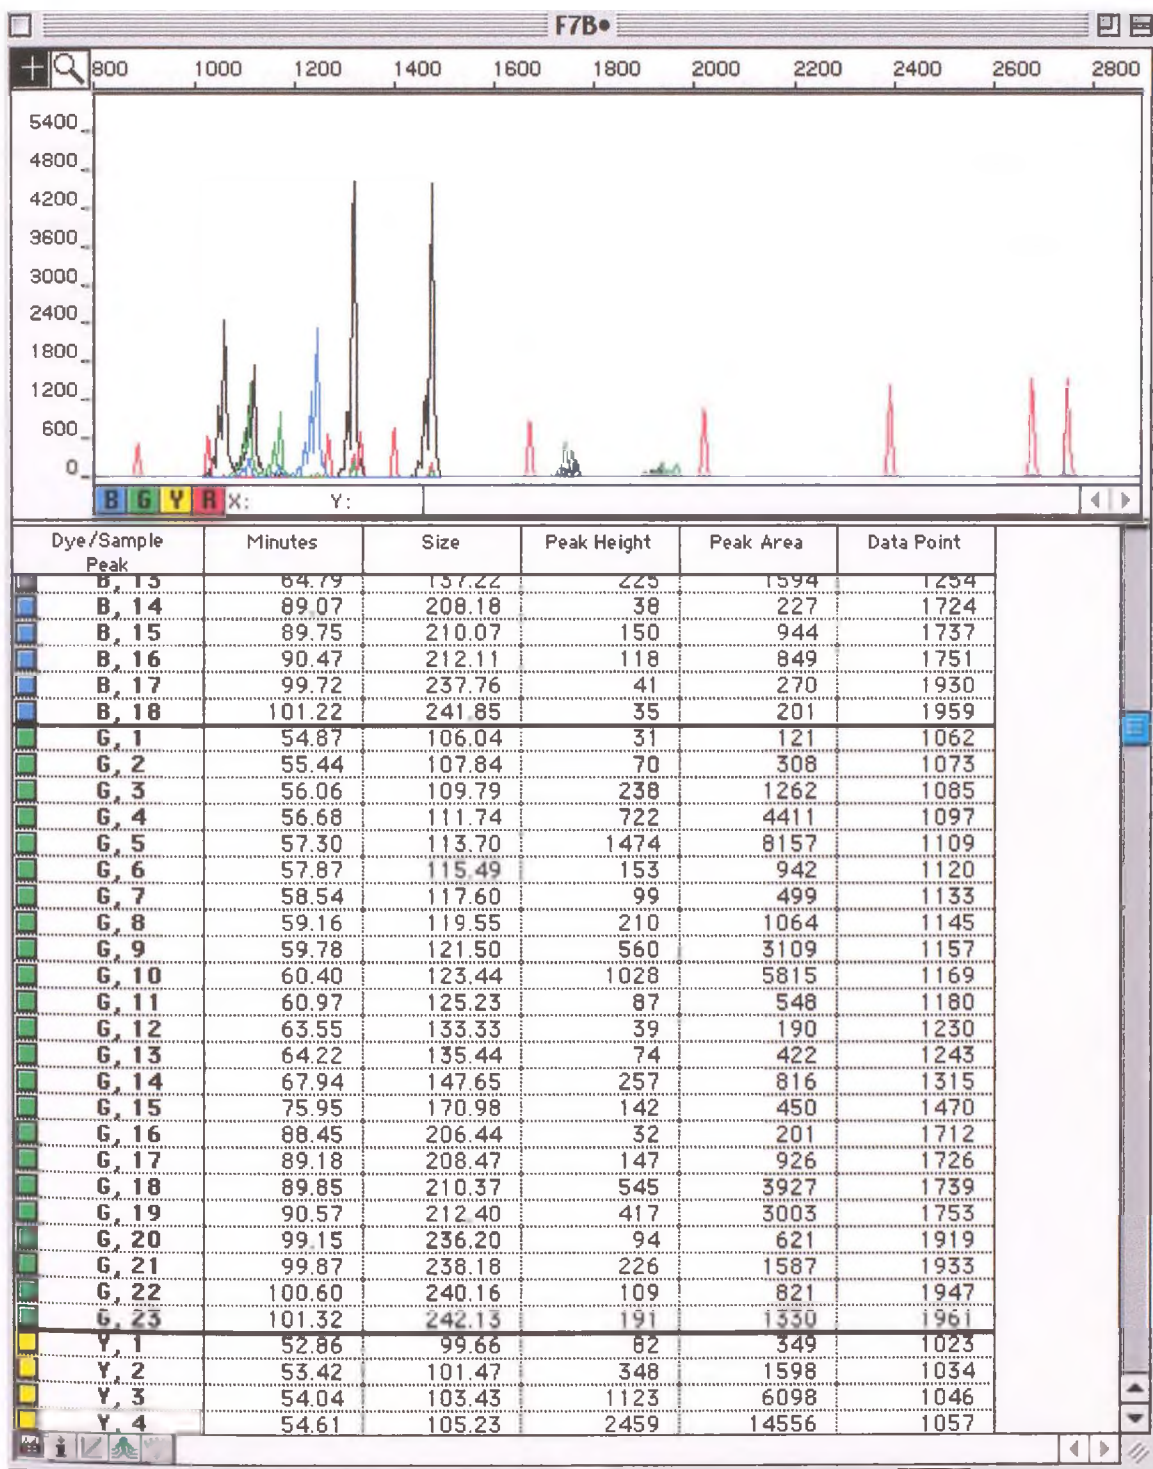 F7B•
800 1000 1200 1400 1600 1800 2000 2200 2400 2600 2800
5400
4800
4200
3600
3000
2400
1800
1200
600
0
B G Y R X: Y:
Dye/Sample Peak Minutes Size Peak Height Peak Area Data Point
B, 13 64.79 137.22 225 1594 1254
B, 14 89.07 208.18 38 227 1724
B, 15 89.75 210.07 150 944 1737
B, 16 90.47 212.11 118 849 1751
B, 17 99.72 237.76 41 270 1930
B, 18 101.22 241.85 35 201 1959
G, 1 54.87 106.04 31 121 1062
G, 2 55.44 107.84 70 308 1073
G, 3 56.06 109.79 238 1262 1085
G, 4 56.68 111.74 722 4411 1097
G, 5 57.30 113.70 1474 8157 1109
G, 6 57.87 115.49 153 942 1120
G, 7 58.54 117.60 99 499 1133
G, 8 59.16 119.55 210 1064 1145
G, 9 59.78 121.50 560 3109 1157
G, 10 60.40 123.44 1028 5815 1169
G, 11 60.97 125.23 87 548 1180
G, 12 63.55 133.33 39 190 1230
G, 13 64.22 135.44 74 422 1243
G, 14 67.94 147.65 257 816 1315
G, 15 75.95 170.98 142 450 1470
G, 16 88.45 206.44 32 201 1712
G, 17 89.18 208.47 147 926 1726
G, 18 89.85 210.37 545 3927 1739
G, 19 90.57 212.40 417 3003 1753
G, 20 99.15 236.20 94 621 1919
G, 21 99.87 238.18 226 1587 1933
G, 22 100.60 240.16 109 821 1947
G, 23 101.32 242.13 191 1330 1961
Y, 1 52.86 99.66 82 349 1023
Y, 2 53.42 101.47 348 1598 1034
Y, 3 54.04 103.43 1123 6098 1046
Y, 4 54.61 105.23 2459 14556 1057